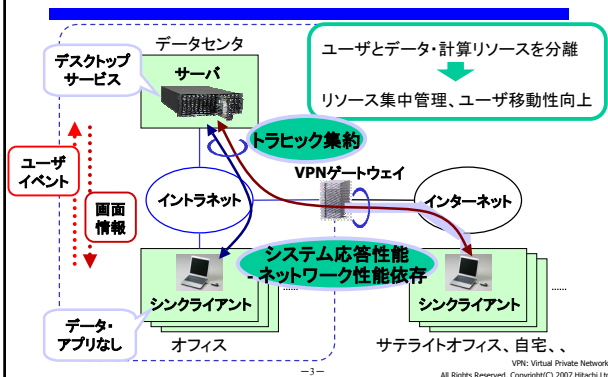 データセンタ
デスクトップ
サービス
サーバ
ユーザとデータ・計算リソースを分離
リソース集中管理、ユーザ移動性向上
トラヒック集約
ユーザ
イベント
画面
情報
イントラネット
VPNゲートウェイ
インターネット
システム応答性能
ネットワーク性能依存
シンクライアント
......
シンクライアント
......
データ・
アプリなし
オフィス
サテライトオフィス、自宅、、
VPN: Virtual Private Network
−3−
All Rights Reserved, Copyright(C) 2007 Hitachi Ltd